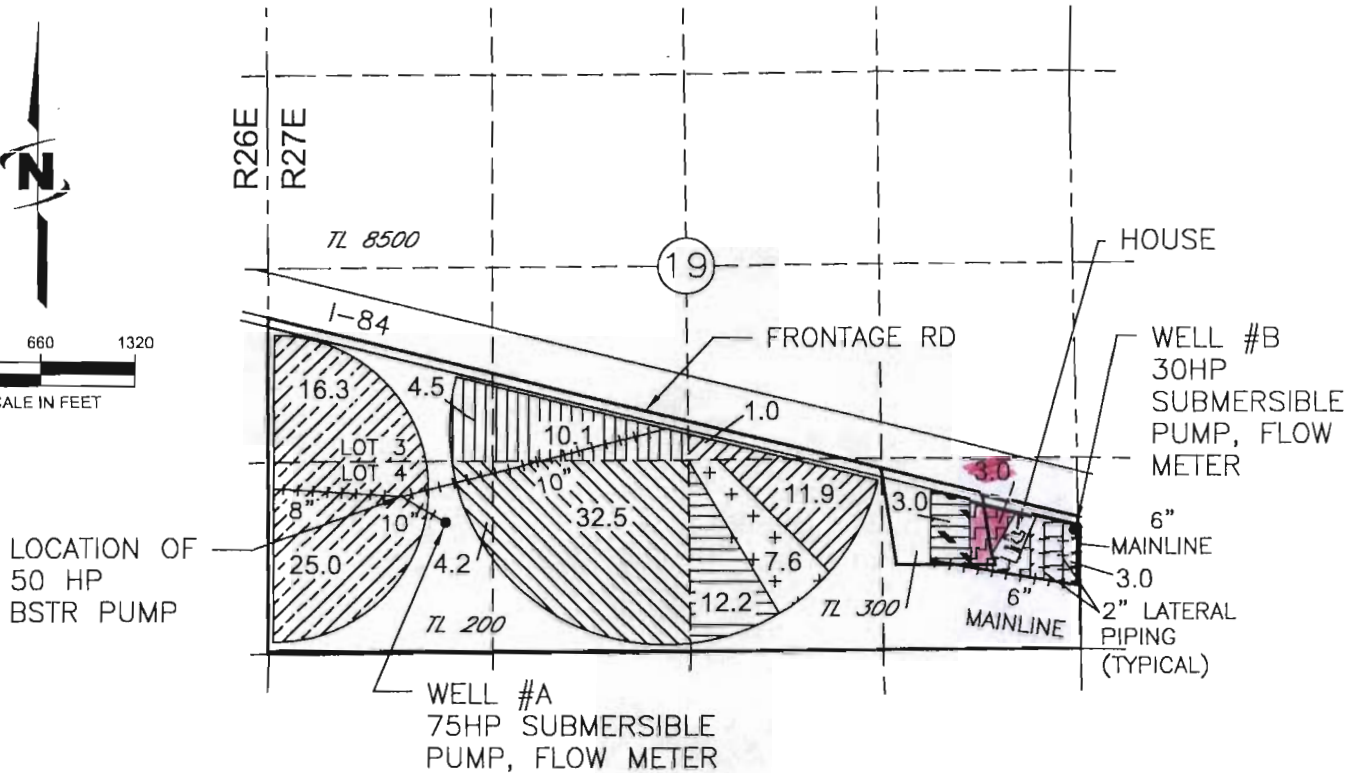 N
660 1320
CALE IN FEET
R26E
R27E
TL 8500
19
HOUSE
I-84
FRONTAGE RD
WELL #B
30HP
SUBMERSIBLE
PUMP, FLOW
METER
16.3
4.5
10.1
1.0
3.0
LOT 3
LOT 4
8"
10"
10"
32.5
11.9
3.0
6"
MAINLINE
LOCATION OF
50 HP
BSTR PUMP
25.0
4.2
7.6
12.2
3.0
TL 200
TL 300
6"
MAINLINE
2" LATERAL
PIPING
(TYPICAL)
WELL #A
75HP SUBMERSIBLE
PUMP, FLOW METER